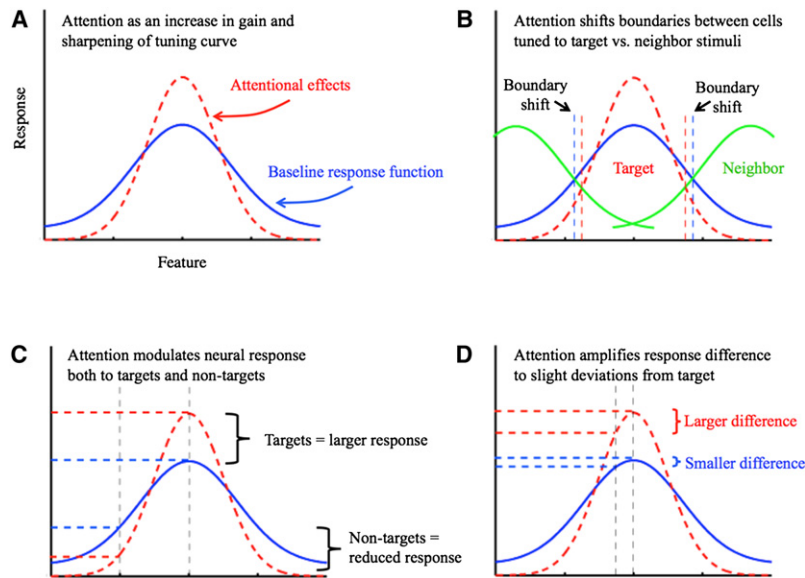 A
Attention as an increase in gain and
sharpening of tuning curve
Response
Attentional effects
Baseline response function
Feature
B
Attention shifts boundaries between cells
tuned to target vs. neighbor stimuli
Boundary
shift
Boundary
shift
Target
Neighbor
C
Attention modulates neural response
both to targets and non-targets
Targets = larger response
Non-targets =
reduced response
D
Attention amplifies response difference
to slight deviations from target
Larger difference
Smaller difference